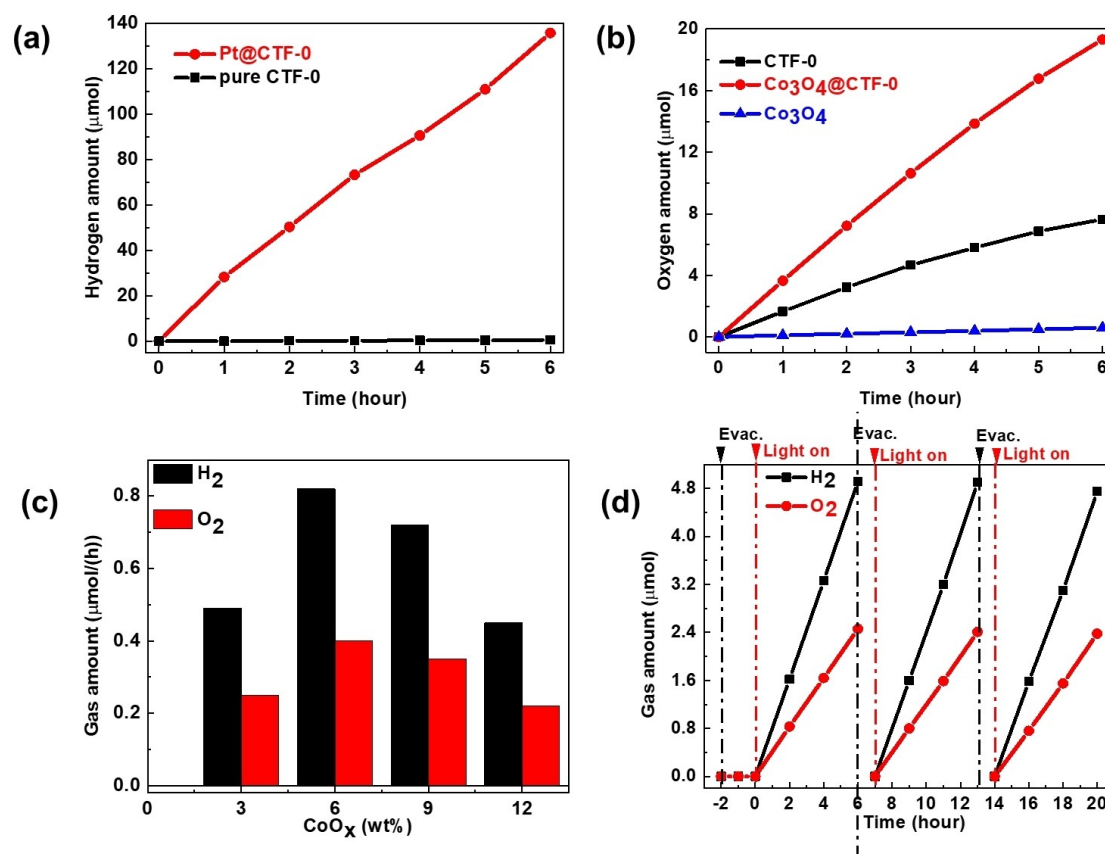 (a)
140
120
100
80
60
40
20
0
Hydrogen amount (μmol)
Pt@CTF-0
pure CTF-0
0 1 2 3 4 5 6
Time (hour)
(b)
20
16
12
8
4
0
Oxygen amount (μmol)
CTF-0
Co3O4@CTF-0
Co3O4
0 1 2 3 4 5 6
Time (hour)
(c)
0.8
0.6
0.4
0.2
0.0
Gas amount (μmol/(h))
H2
O2
0 3 6 9 12
CoOx (wt%)
Evac. Evac. Evac.
Light on Light on Light on
(d)
4.8
4.0
3.2
2.4
1.6
0.8
0.0
Gas amount (μmol)
H2
O2
-2 0 2 4 6 8 10 12 14 16 18 20
Time (hour)